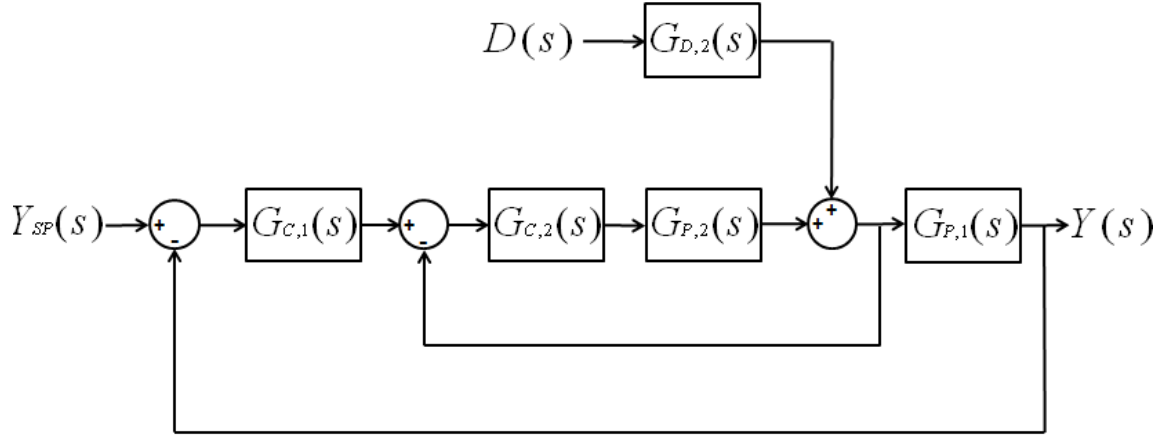 D(s)
G_{D,2}(s)
+
Y_{SP}(s)
+
-
G_{C,1}(s)
+
-
G_{C,2}(s)
G_{P,2}(s)
+
G_{P,1}(s)
Y(s)